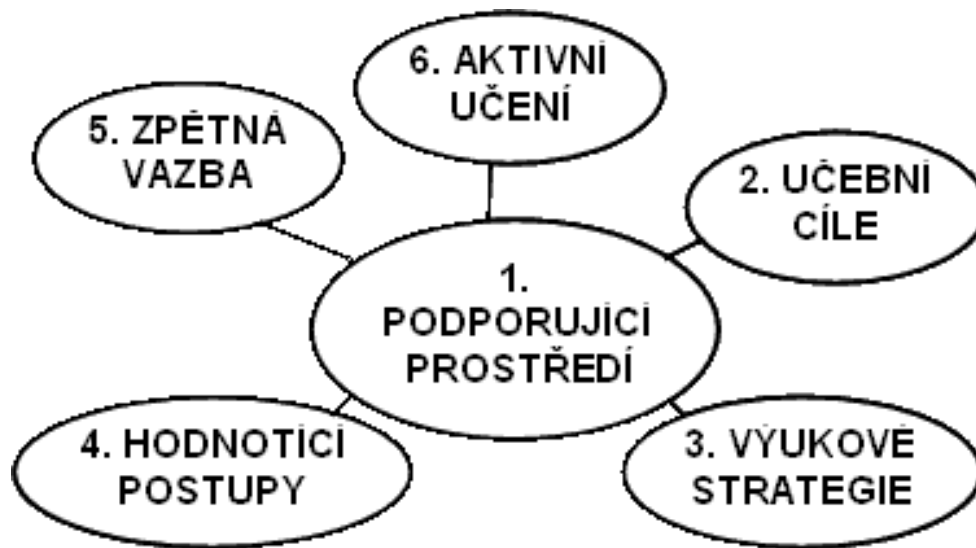 6. AKTIVNÍ
UČENÍ
5. ZPĚTNÁ
VAZBA
2. UČEBNÍ
CÍLE
1.
PODPORUJÍCÍ
PROSTŘEDÍ
4. HODNOTÍCÍ
POSTUPY
3. VÝUKOVÉ
STRATEGIE